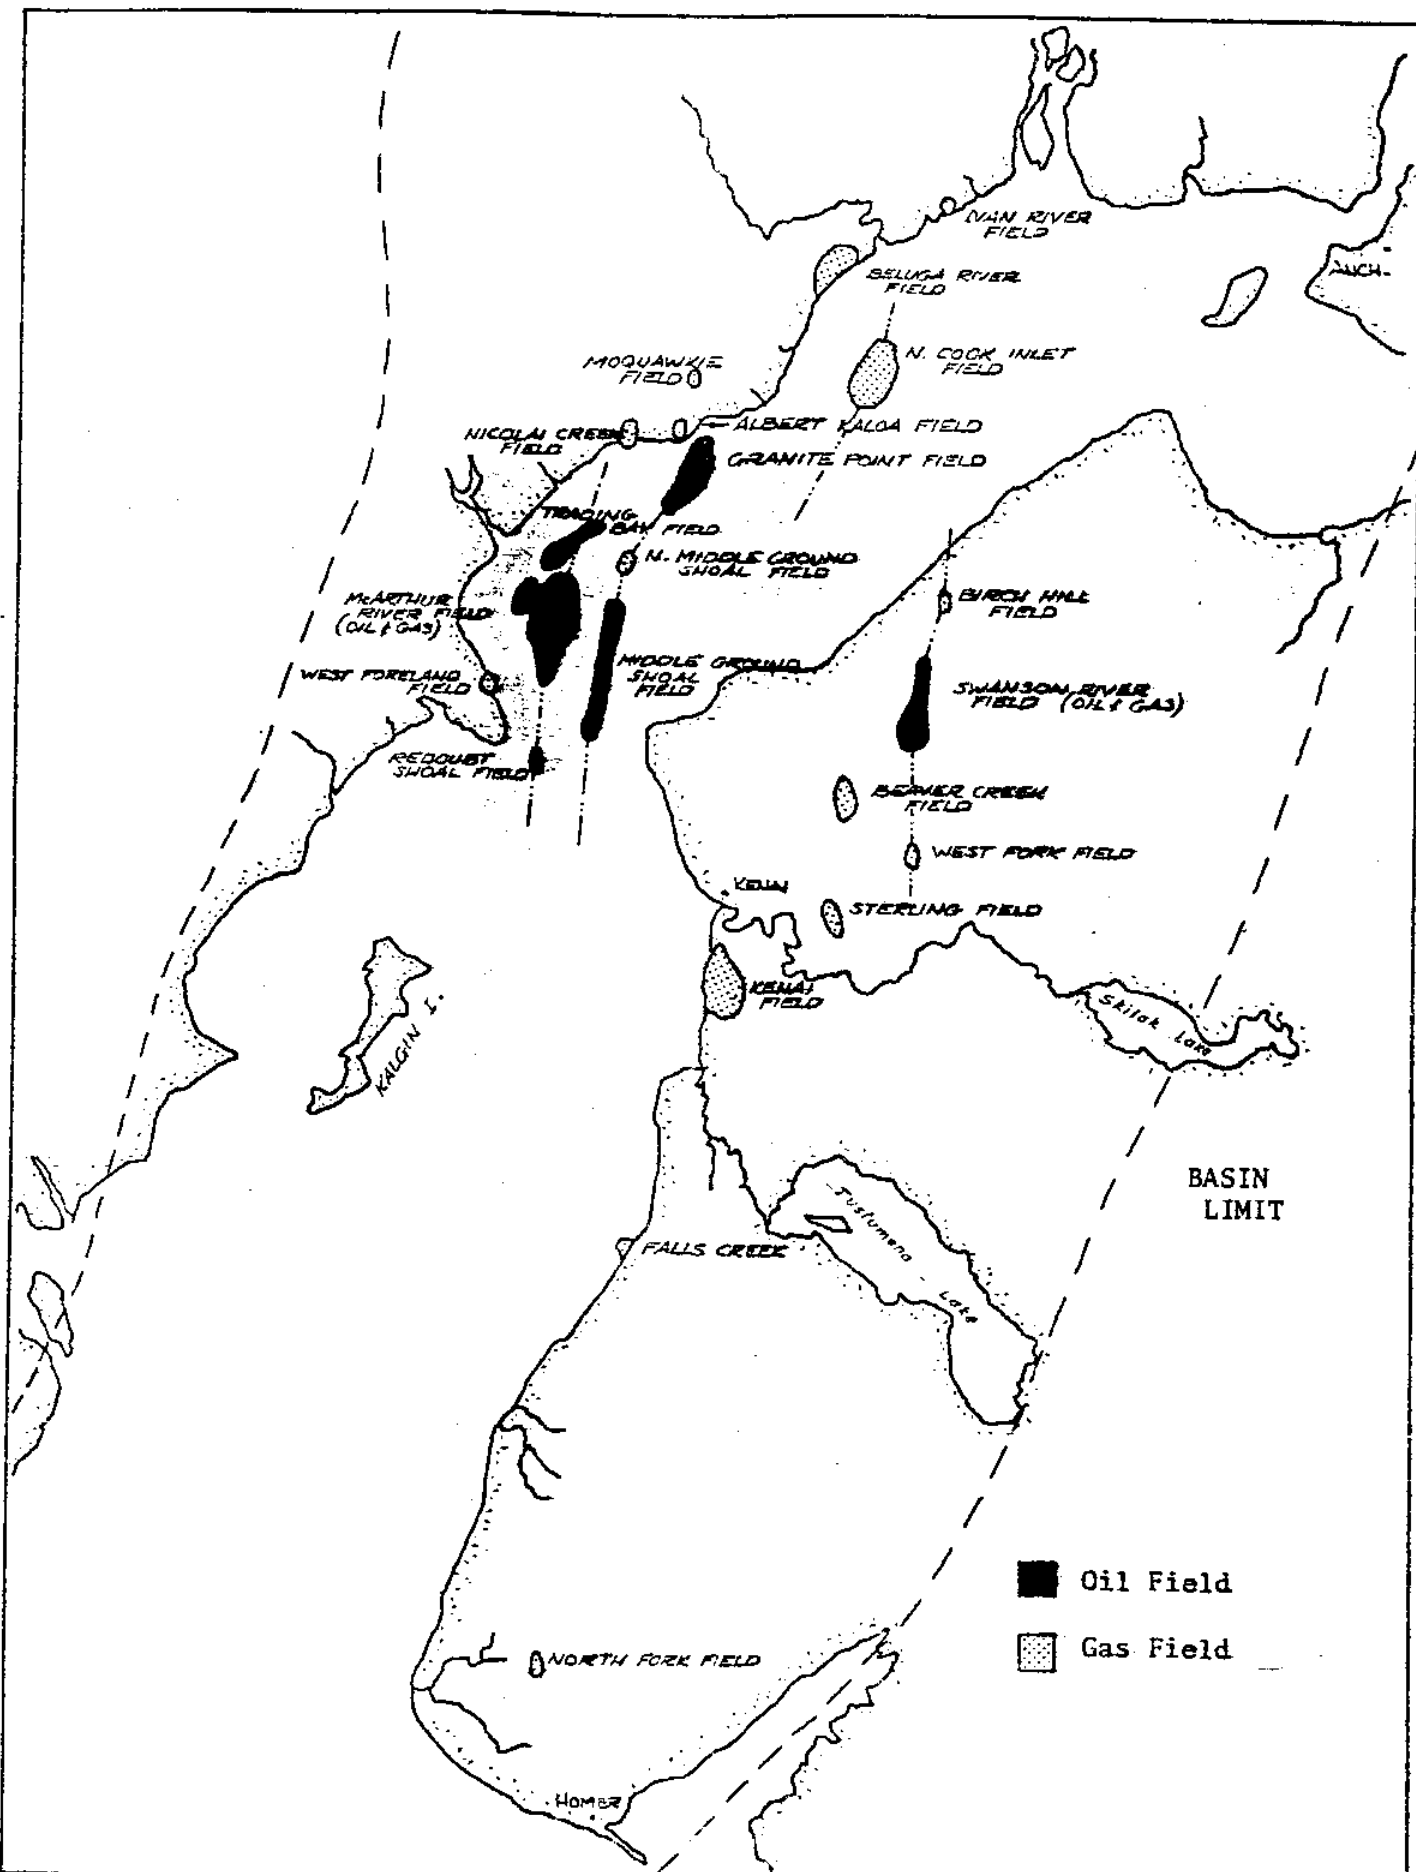 IVAN RIVER
FIELD
ANCH-
BELUGA RIVER
FIELD
N. COOK INLET
FIELD
MOQUAWKIE
FIELD
ALBERT KALOA FIELD
NICOLAI CREEK
FIELD
GRANITE POINT FIELD
TRADING
BAY FIELD
N. MIDDLE GROUND
SHOAL FIELD
BIRCH HILL
FIELD
McARTHUR
RIVER FIELD
(OIL & GAS)
MIDDLE GROUND
SHOAL
FIELD
WEST FORELAND
FIELD
SWANSON RIVER
FIELD (OIL & GAS)
REDOUBT
SHOAL FIELD
BEAVER CREEK
FIELD
WEST FORK FIELD
STERLING FIELD
KENAI
FIELD
KALGIN I.
Skilak Lake
BASIN
LIMIT
Tustumena Lake
FALLS CREEK
Oil Field
Gas Field
NORTH FORK FIELD
HOMER